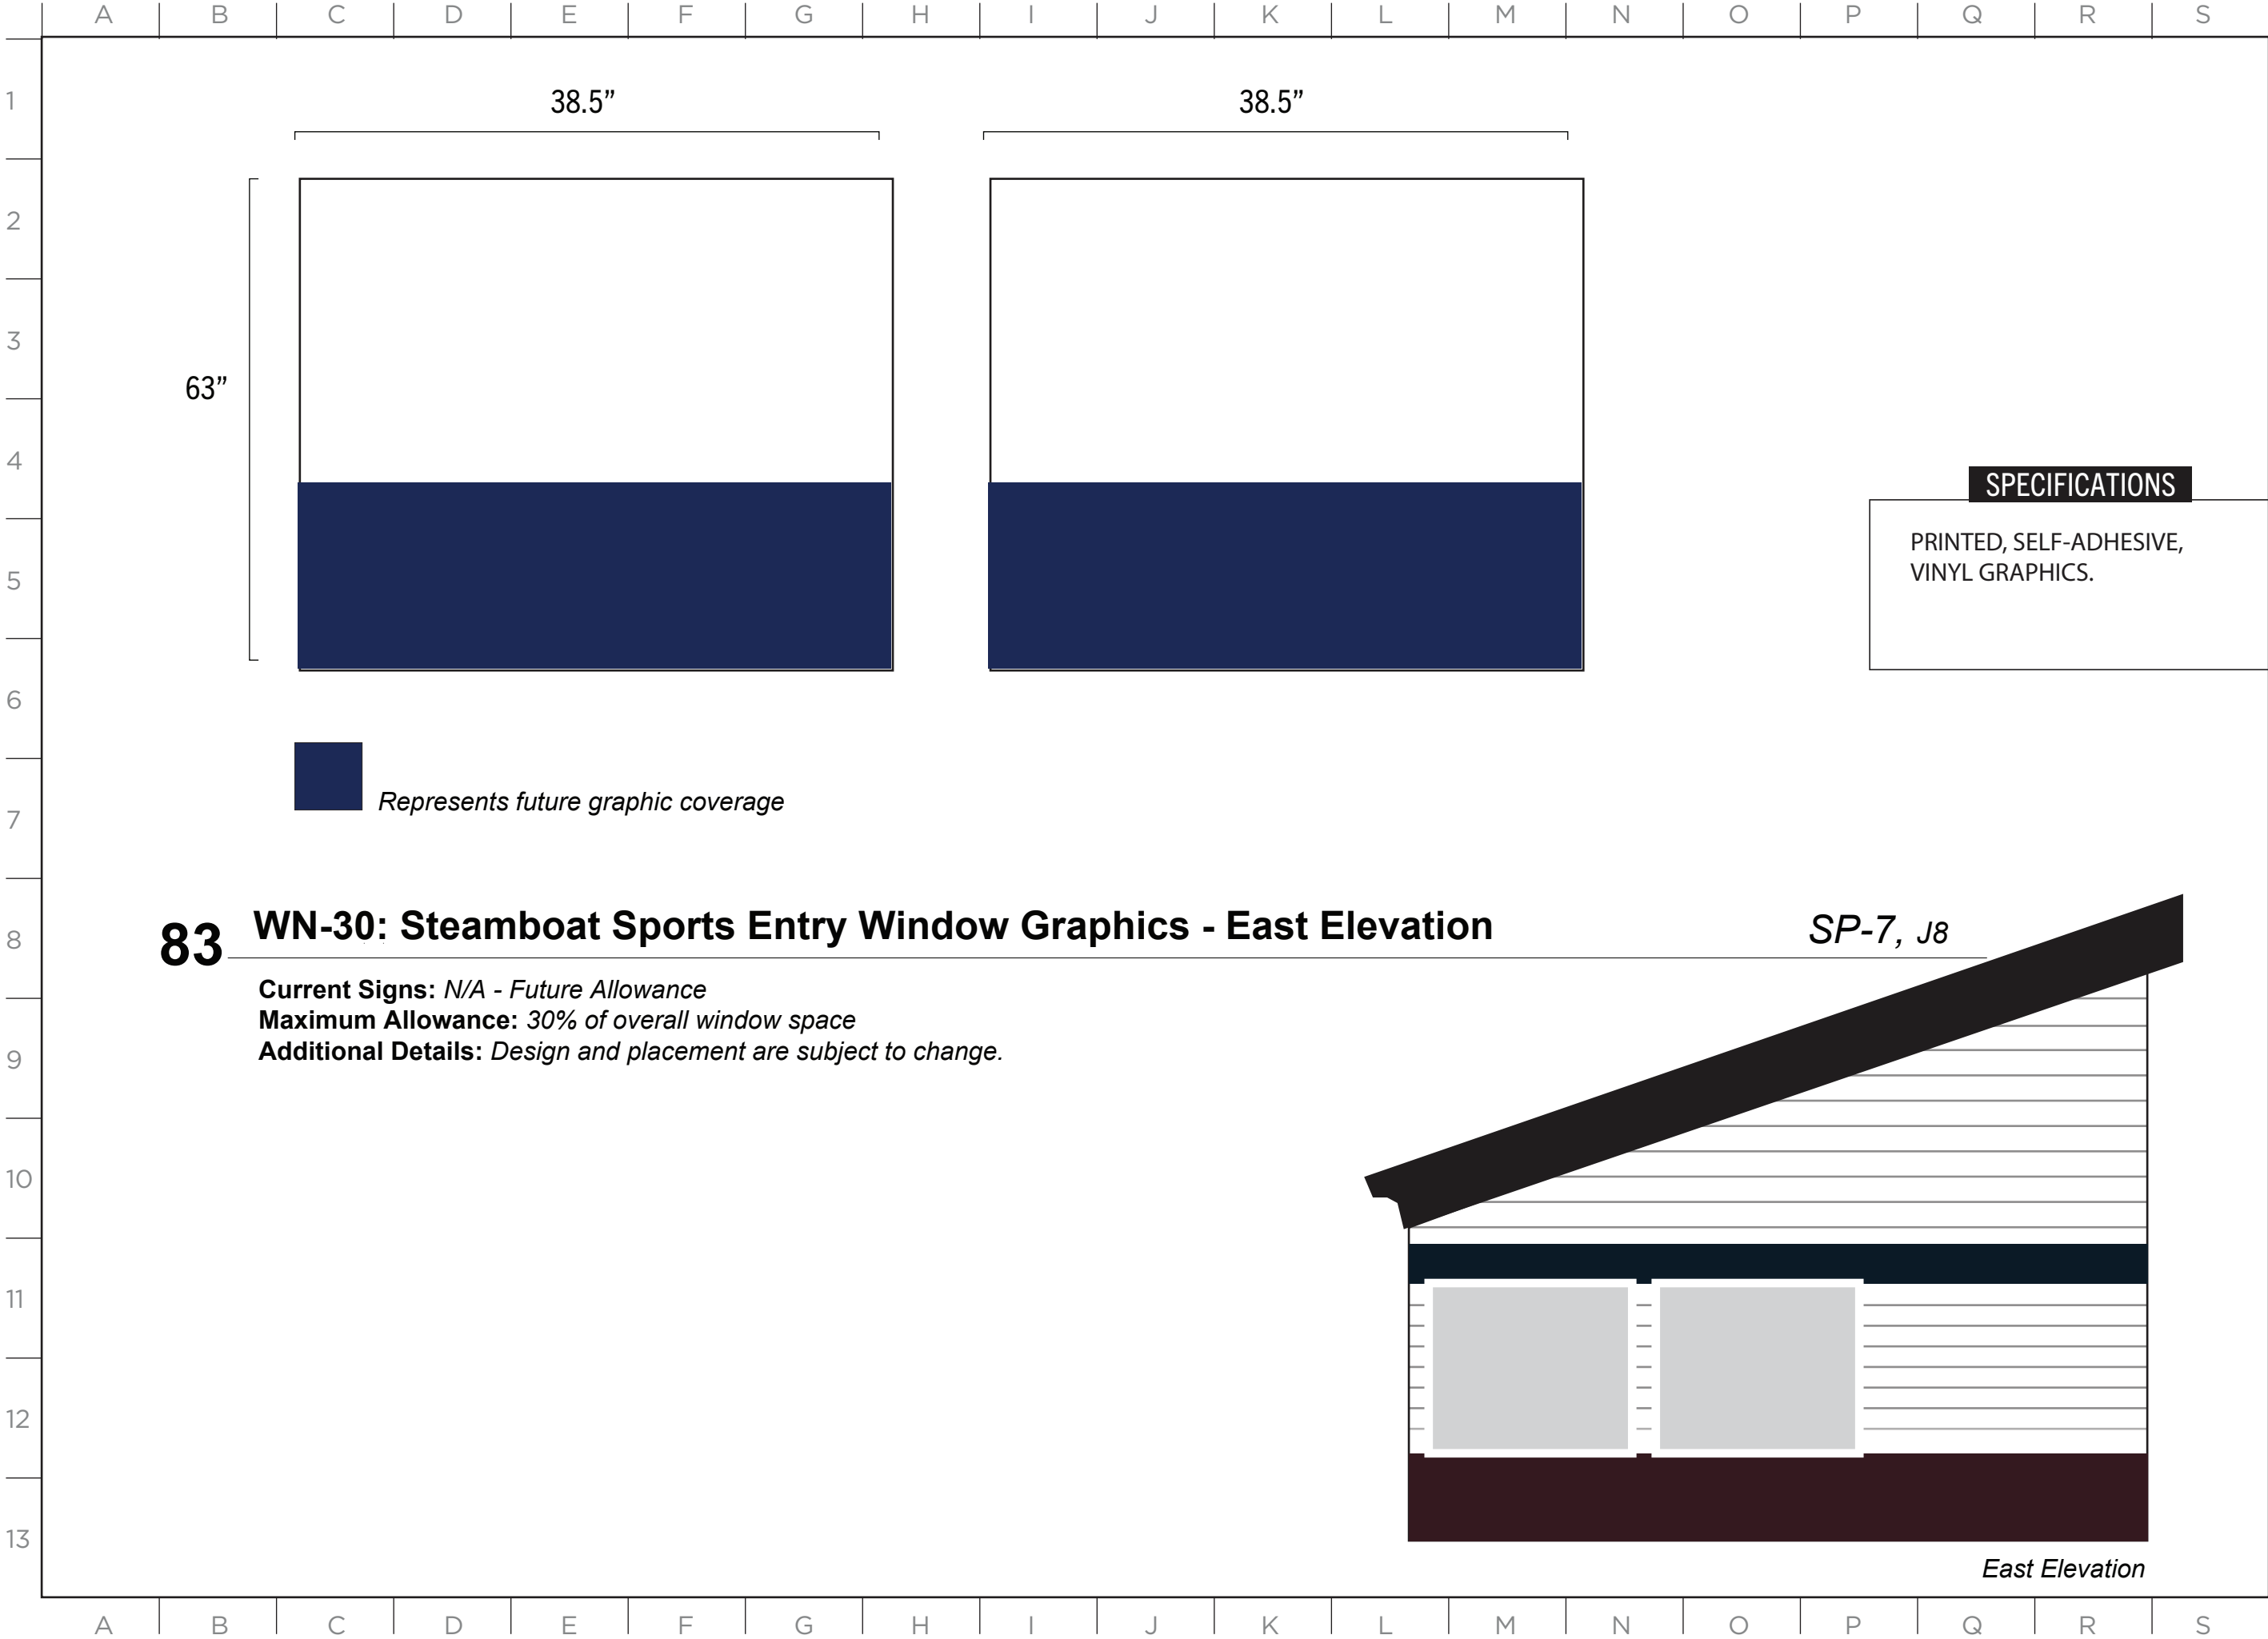 A B C D E F G H I J K L M N O P Q R S
1
38.5” 38.5”
2
3
63”
4
SPECIFICATIONS
PRINTED, SELF-ADHESIVE,
VINYL GRAPHICS.
5
6
Represents future graphic coverage
7
8
83 WN-30: Steamboat Sports Entry Window Graphics - East Elevation SP-7, J8
Current Signs: N/A - Future Allowance
Maximum Allowance: 30% of overall window space
Additional Details: Design and placement are subject to change.
9
10
11
12
13
East Elevation
A B C D E F G H I J K L M N O P Q R S